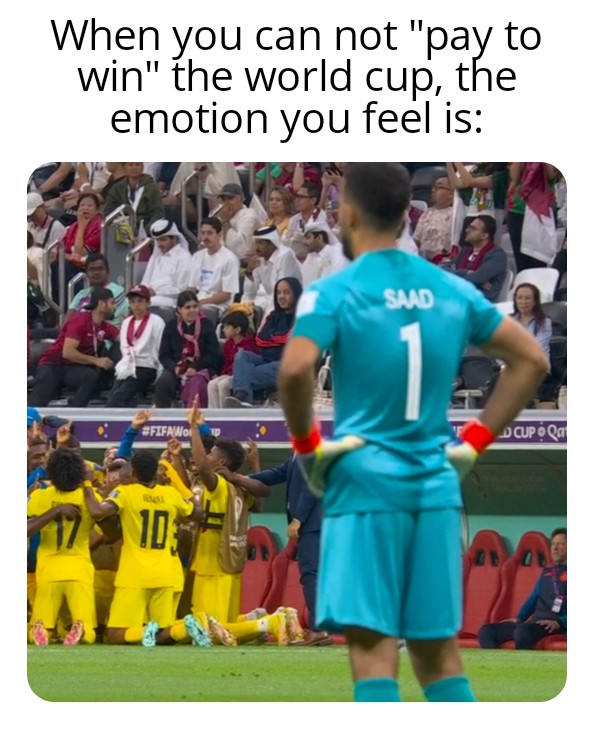 When you can not "pay to
win" the world cup, the
emotion you feel is:
SAAD
1
#FIFAWo
D CUP
Qat
17
10